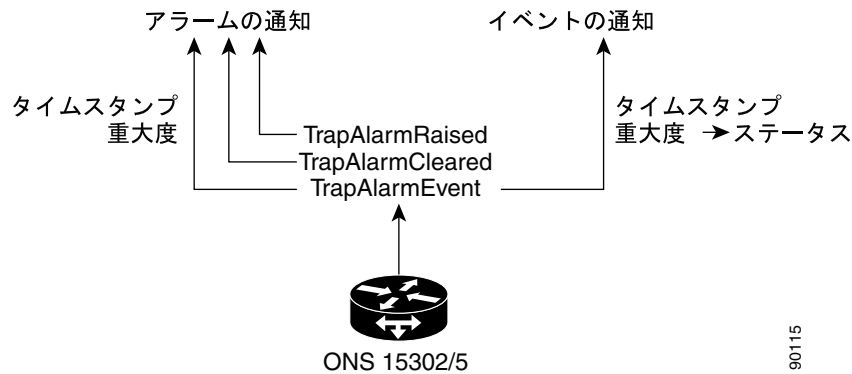 アラームの通知
イベントの通知
タイムスタンプ
重大度
タイムスタンプ
重大度 → ステータス
TrapAlarmRaised
TrapAlarmCleared
TrapAlarmEvent
ONS 15302/5
90115